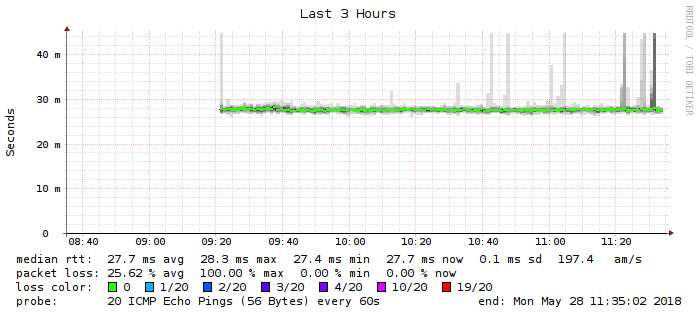 Last 3 Hours
RRDTOOL / TOBI OETIKER
Seconds
40 m
30 m
20 m
10 m
0
08:40 09:00 09:20 09:40 10:00 10:20 10:40 11:00 11:20
median rtt: 27.7 ms avg 28.3 ms max 27.4 ms min 27.7 ms now 0.1 ms sd 197.4 am/s
packet loss: 25.62 % avg 100.00 % max 0.00 % min 0.00 % now
loss color: 0 1/20 2/20 3/20 4/20 10/20 19/20
probe: 20 ICMP Echo Pings (56 Bytes) every 60s end: Mon May 28 11:35:02 2018